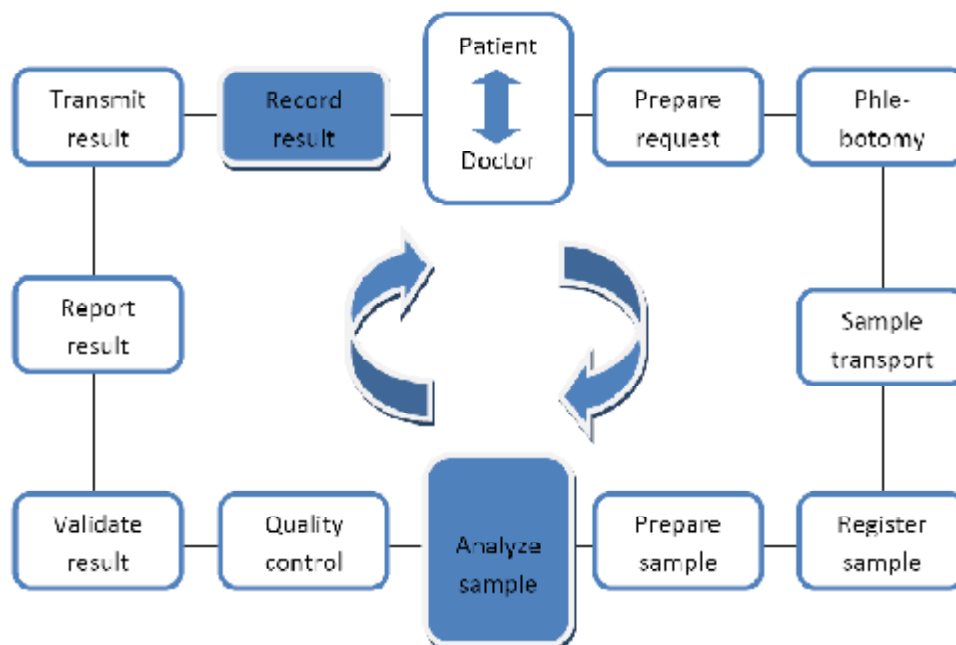 Patient
Doctor
Transmit
result
Record
result
Prepare
request
Phle-
botomy
Report
result
Sample
transport
Validate
result
Quality
control
Analyze
sample
Prepare
sample
Register
sample